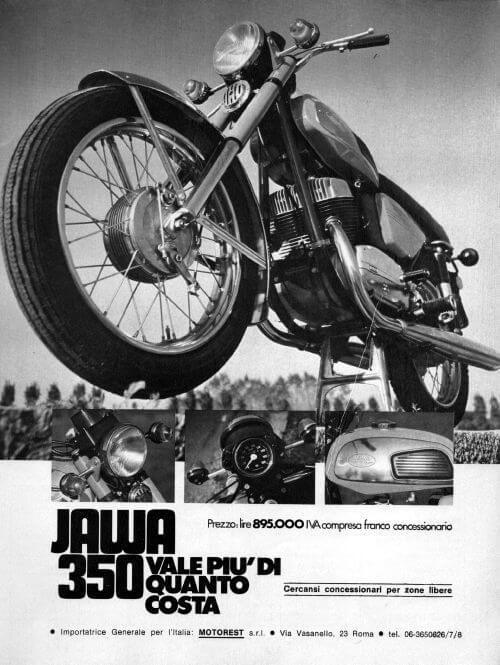 JAWA
350 VALE PIU' DI
QUANTO
COSTA
Prezzo: lire 895.000 IVA compresa franco concessionario
Cercansi concessionari per zone libere
• Importatrice Generale per l'Italia: MOTOREST s.r.l. • Via Vasanello, 23 Roma • tel. 06-3650626/7/8